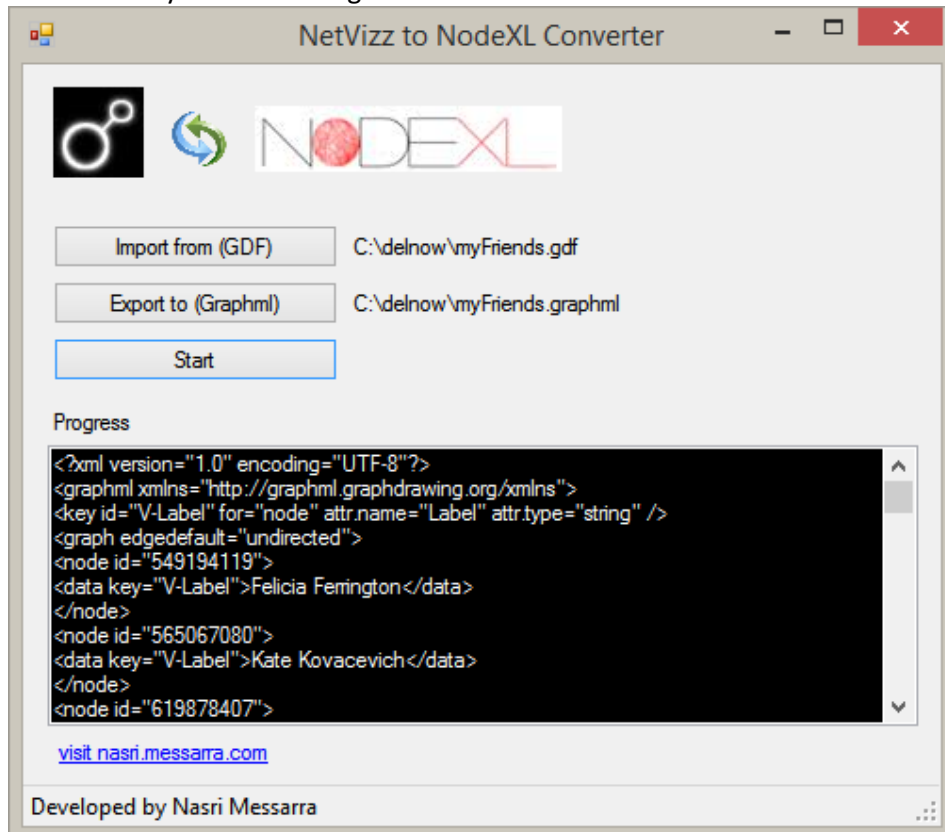 NetVizz to NodeXL Converter
NODEXL
Import from (GDF)
C:\delnow\myFriends.gdf
Export to (Graphml)
C:\delnow\myFriends.graphml
Start
Progress
<?xml version="1.0" encoding="UTF-8"?>
<graphml xmlns="http://graphml.graphdrawing.org/xmlns">
<key id="V-Label" for="node" attr.name="Label" attr.type="string" />
<graph edgedefault="undirected">
<node id="549194119">
<data key="V-Label">Felicia Ferrington</data>
</node>
<node id="565067080">
<data key="V-Label">Kate Kovacevich</data>
</node>
<node id="619878407">
visit nasri.messarra.com
Developed by Nasri Messarra